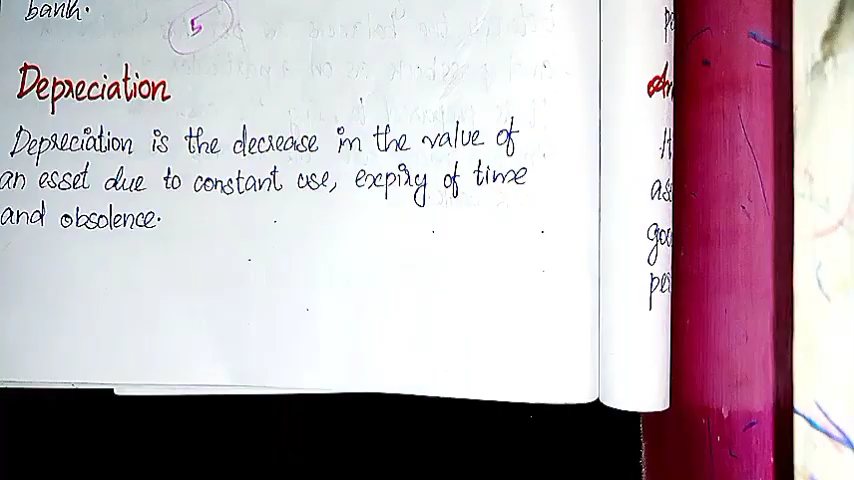 bank.
5
Depreciation
Depreciation is the decrease in the value of
an esset due to constant use, expiry of time
and obsolence.